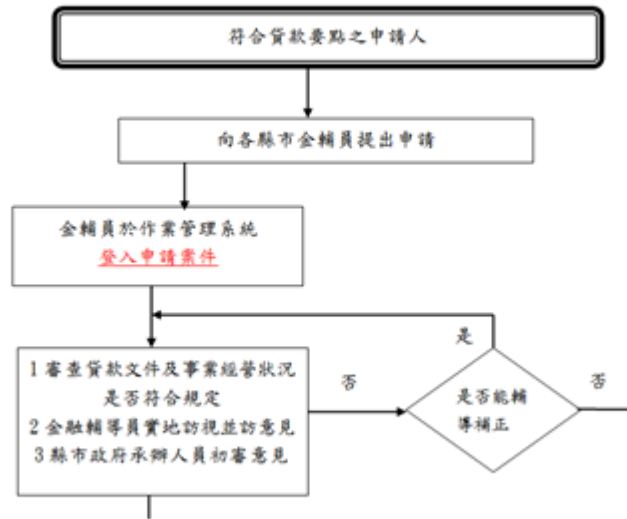 符合貸款要點之申請人
向各縣市金輔員提出申請
金輔員於作業管理系統
登入申請案件
1審查貸款文件及事業經營狀況
是否符合規定
2金融輔導員實地訪視並訪意見
3縣市政府承辦人員初審意見
否
是
是否能輔
導補正
否